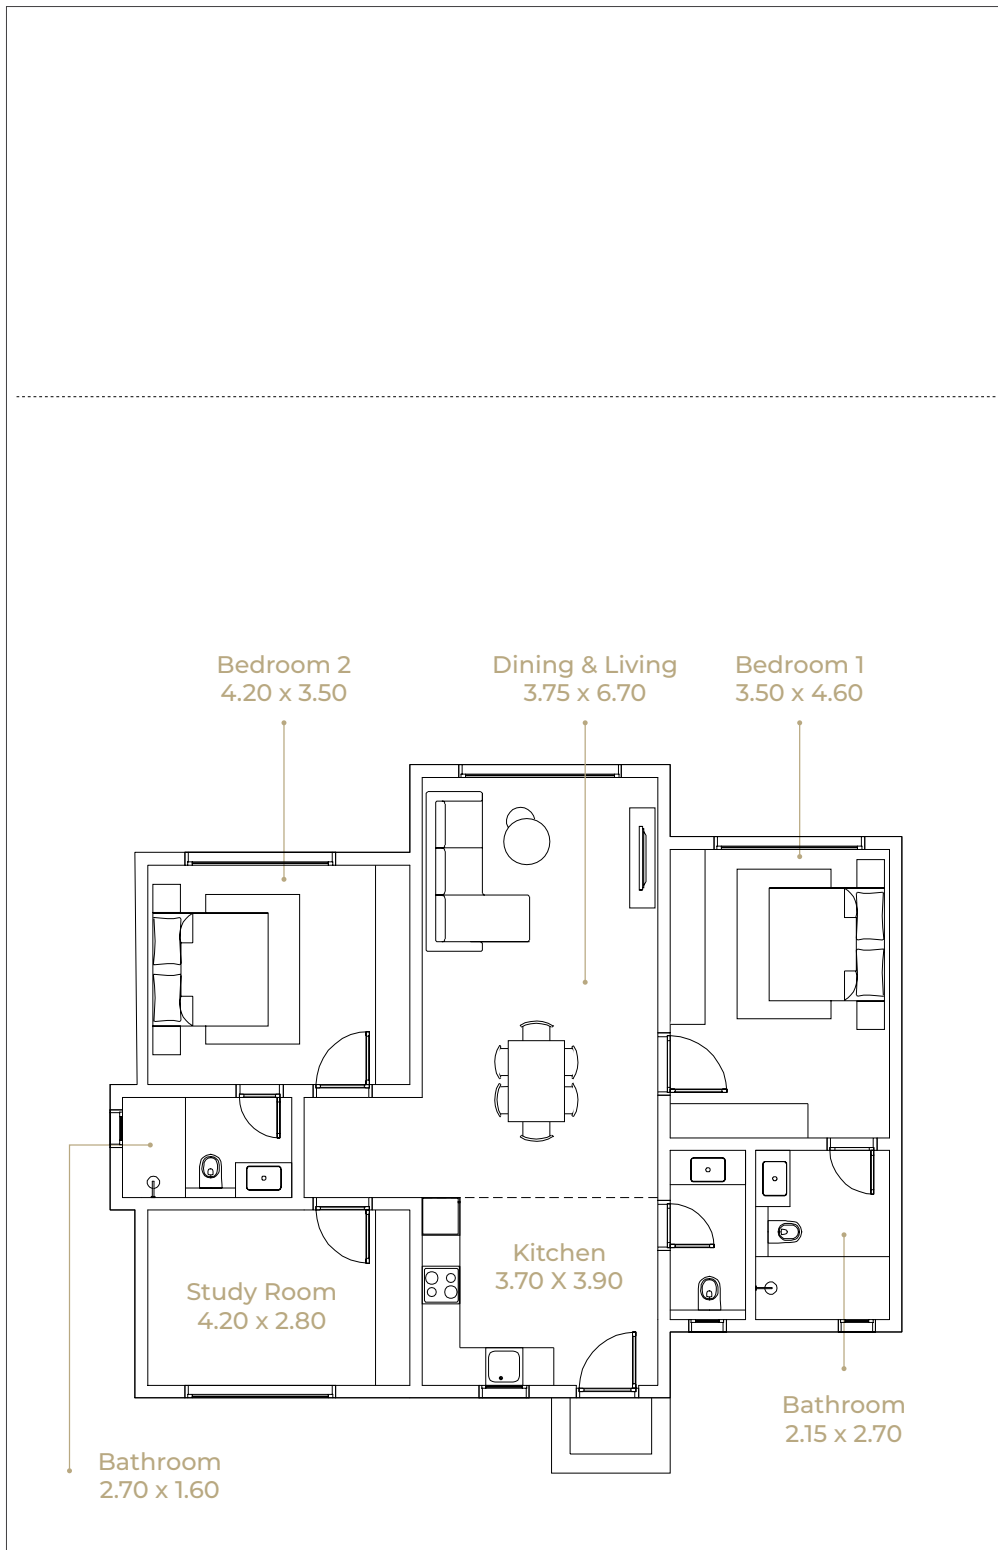 Bedroom 2
4.20 x 3.50
Dining & Living
3.75 x 6.70
Bedroom 1
3.50 x 4.60
Kitchen
3.70 X 3.90
Study Room
4.20 x 2.80
Bathroom
2.15 x 2.70
Bathroom
2.70 x 1.60